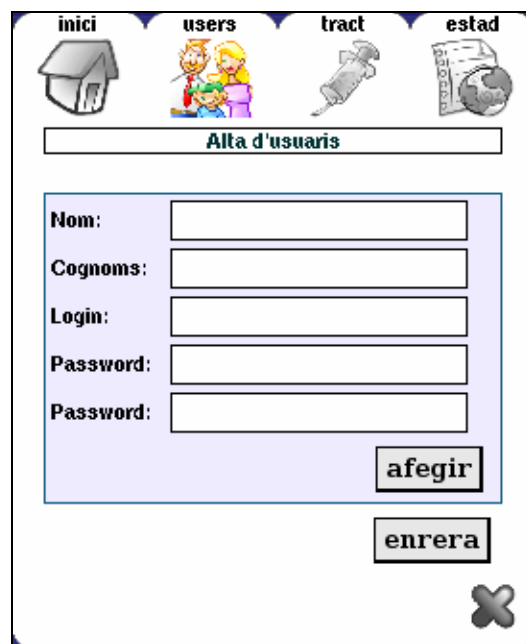 inici users tract estad
Alta d'usuaris
Nom:
Cognoms:
Login:
Password:
Password:
afegir
enrera